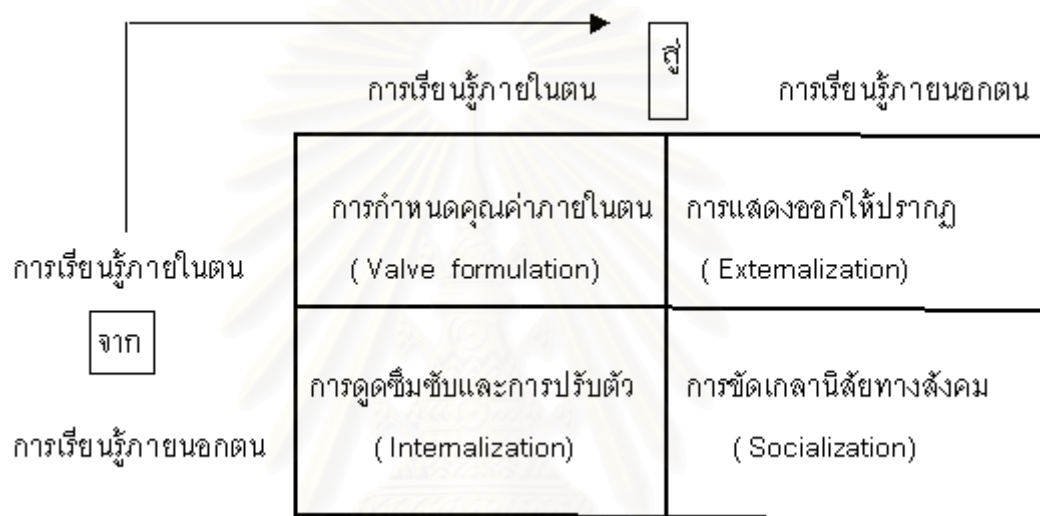 สู่
การเรียนรู้ภายในตน การเรียนรู้ภายนอกตน
การกำหนดคุณค่าภายในตน การแสดงออกให้ปรากฏ
การเรียนรู้ภายในตน ( Valve formulation) ( Externalization)
จาก
การดูดซึมซับและการปรับตัว การขัดเกลานิสัยทางสังคม
การเรียนรู้ภายนอกตน ( Internalization) ( Socialization)